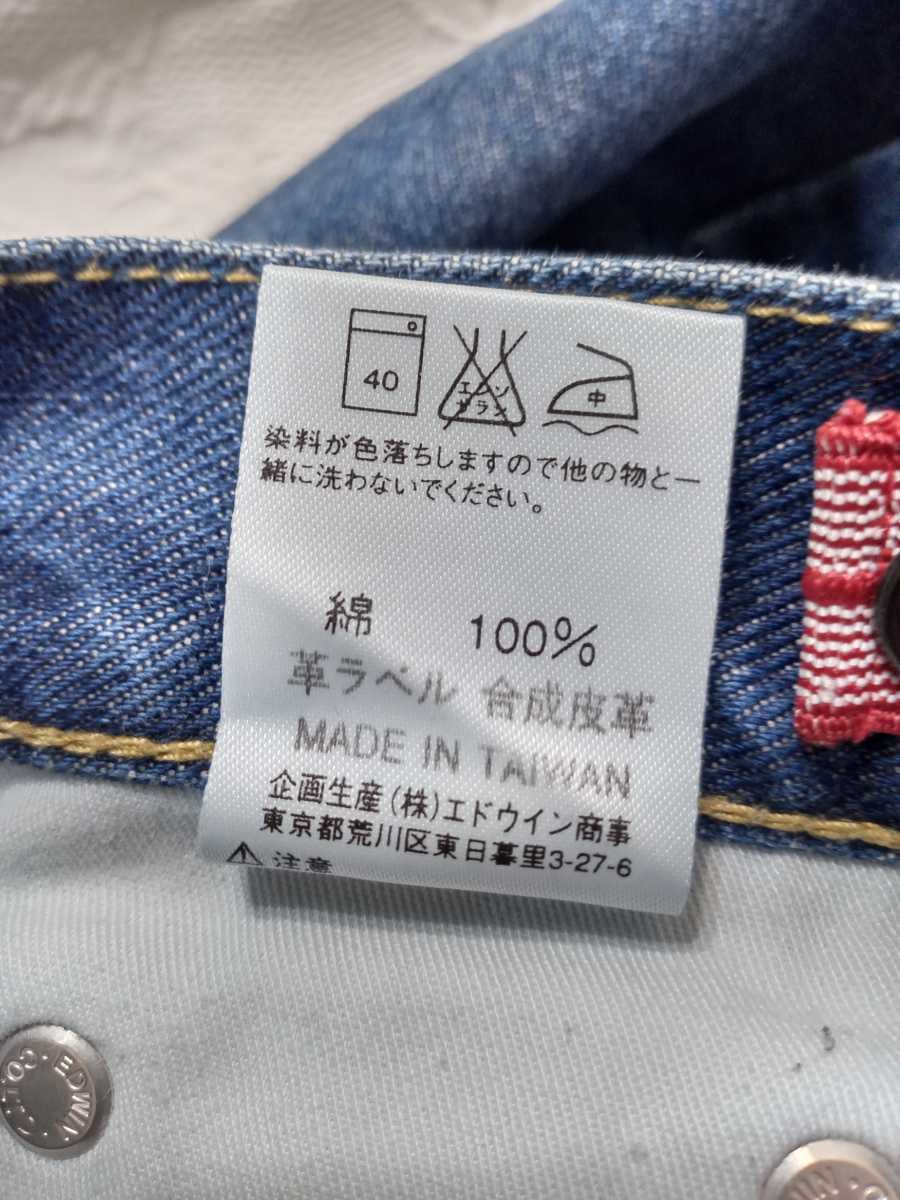 40
エンソ
サラシ
中
染料が色落ちしますので他の物と一
緒に洗わないでください。
綿 100%
革ラベル 合成皮革
MADE IN TAIWAN
企画生産(株)エドウイン商事
東京都荒川区東日暮里3-27-6
注意
EDWIN